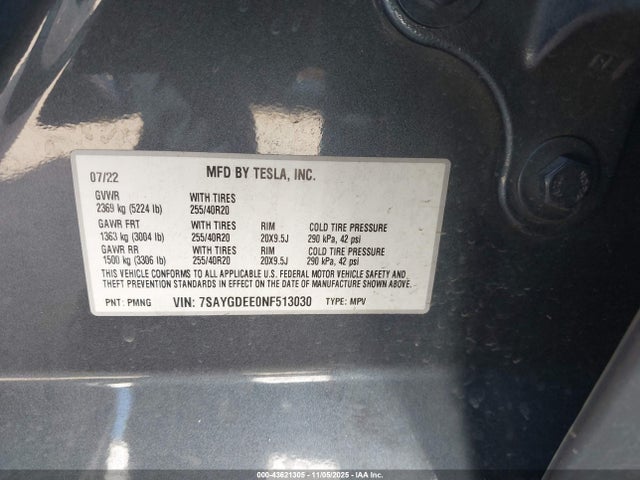 07/22 MFD BY TESLA, INC.
GVWR WITH TIRES
2369 kg (5224 lb) 255/40R20
GAWR FRT WITH TIRES RIM COLD TIRE PRESSURE
1363 kg (3004 lb) 255/40R20 20X9.5J 290 kPa, 42 psi
GAWR RR WITH TIRES RIM COLD TIRE PRESSURE
1500 kg (3306 lb) 255/40R20 20X9.5J 290 kPa, 42 psi
THIS VEHICLE CONFORMS TO ALL APPLICABLE U.S. FEDERAL MOTOR VEHICLE SAFETY AND
THEFT PREVENTION STANDARDS IN EFFECT ON THE DATE OF MANUFACTURE SHOWN ABOVE.
PNT: PMNG VIN: 7SAYGDEE0NF513030 TYPE: MPV
000-43621305 - 11/05/2025 - IAA Corp.